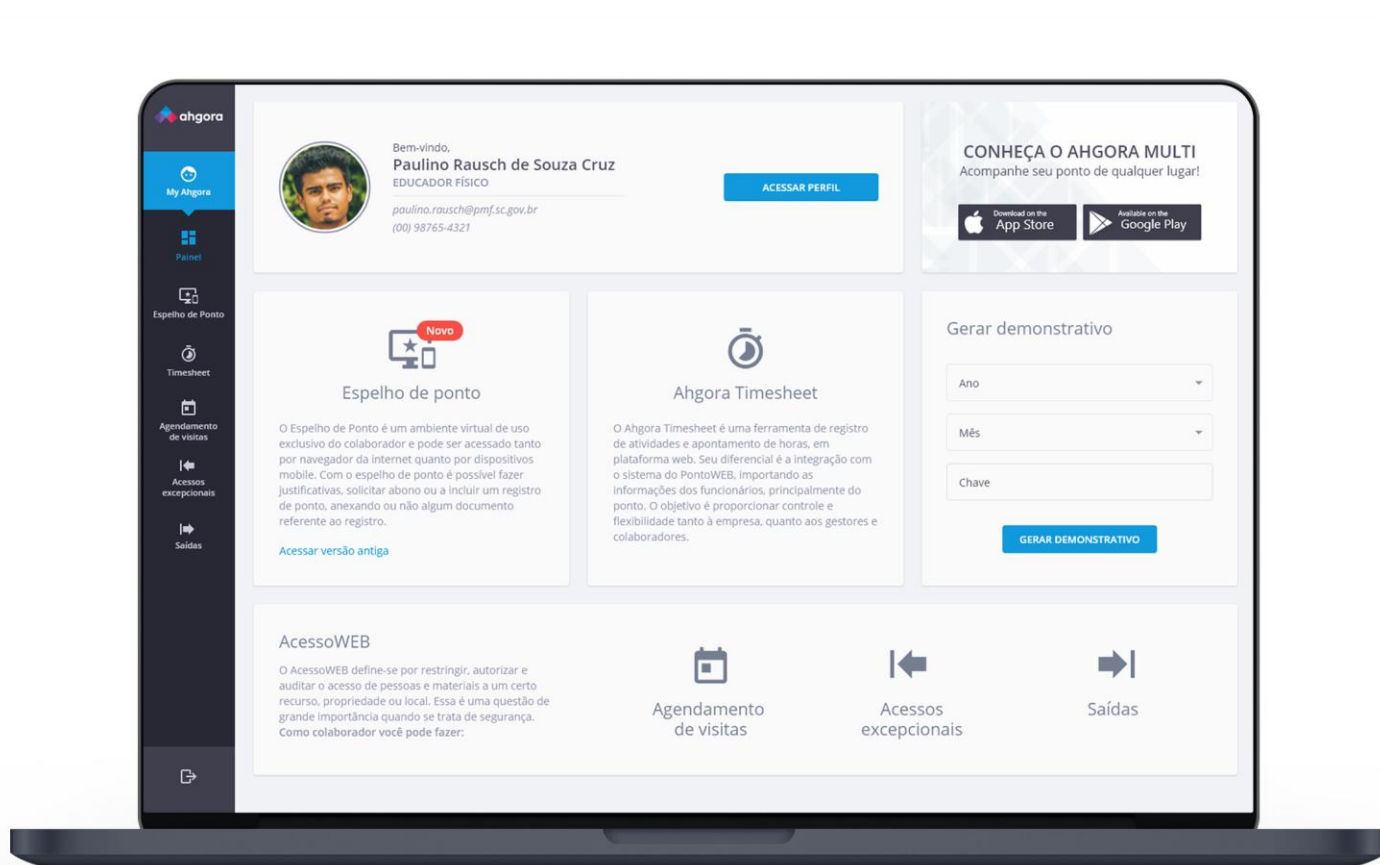 ahgora
My Ahgora
Painel
Espelho de Ponto
Timesheet
Agendamento
de visitas
Acessos
excepcionais
Saídas
Bem-vindo,
Paulino Rausch de Souza Cruz
EDUCADOR FÍSICO
paulino.rausch@pmf.sc.gov.br
(00) 98765-4321
ACESSAR PERFIL
CONHEÇA O AHGORA MULTI
Acompanhe seu ponto de qualquer lugar!
Download on the
App Store
Available on the
Google Play
Novo
Espelho de ponto
O Espelho de Ponto é um ambiente virtual de uso
exclusivo do colaborador e pode ser acessado tanto
por navegador da internet quanto por dispositivos
mobile. Com o espelho de ponto é possível fazer
justificativas, solicitar abono ou a incluir um registro
de ponto, anexando ou não algum documento
referente ao registro.
Acessar versão antiga
Ahgora Timesheet
O Ahgora Timesheet é uma ferramenta de registro
de atividades e apontamento de horas, em
plataforma web. Seu diferencial é a integração com
o sistema do PontoWEB, importando as
informações dos funcionários, principalmente do
ponto. O objetivo é proporcionar controle e
flexibilidade tanto à empresa, quanto aos gestores e
colaboradores.
Gerar demonstrativo
Ano
Mês
Chave
GERAR DEMONSTRATIVO
AcessoWEB
O AcessoWEB define-se por restringir, autorizar e
auditar o acesso de pessoas e materiais a um certo
recurso, propriedade ou local. Essa é uma questão de
grande importância quando se trata de segurança.
Como colaborador você pode fazer:
Agendamento
de visitas
Acessos
excepcionais
Saídas